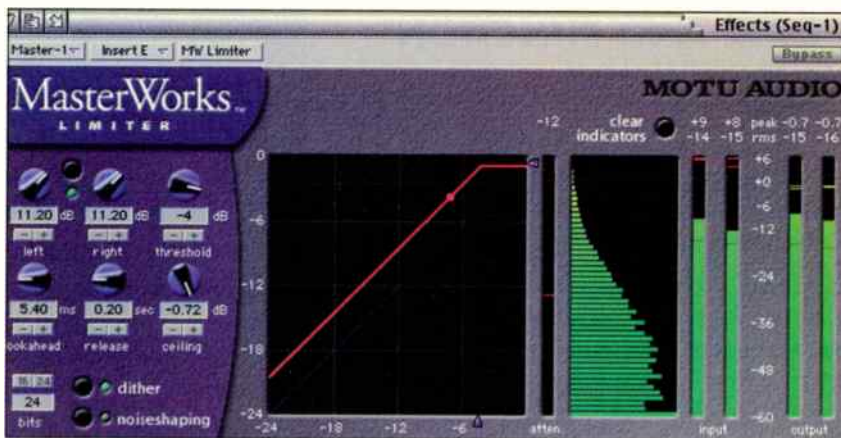 Effects (Seq-1)
Master-1 Insert E MW Limiter Bypass
MasterWorks™
LIMITER
MOTU AUDIO
clear indicators
-12 +9 +8 peak -0.7 -0.7
-14 -15 rms -15 -16
11.20 dB 11.20 dB -4 dB
- + - + - +
left right threshold
5.40 ms 0.20 sec -0.72 dB
- + - + - +
ookahead release ceiling
16 24
24
bits
dither
noiseshaping
0
-6
-12
-18
-24
-24 -18 -12 -6
atten
+6
+0
-6
-12
-24
-36
-48
-60
input output